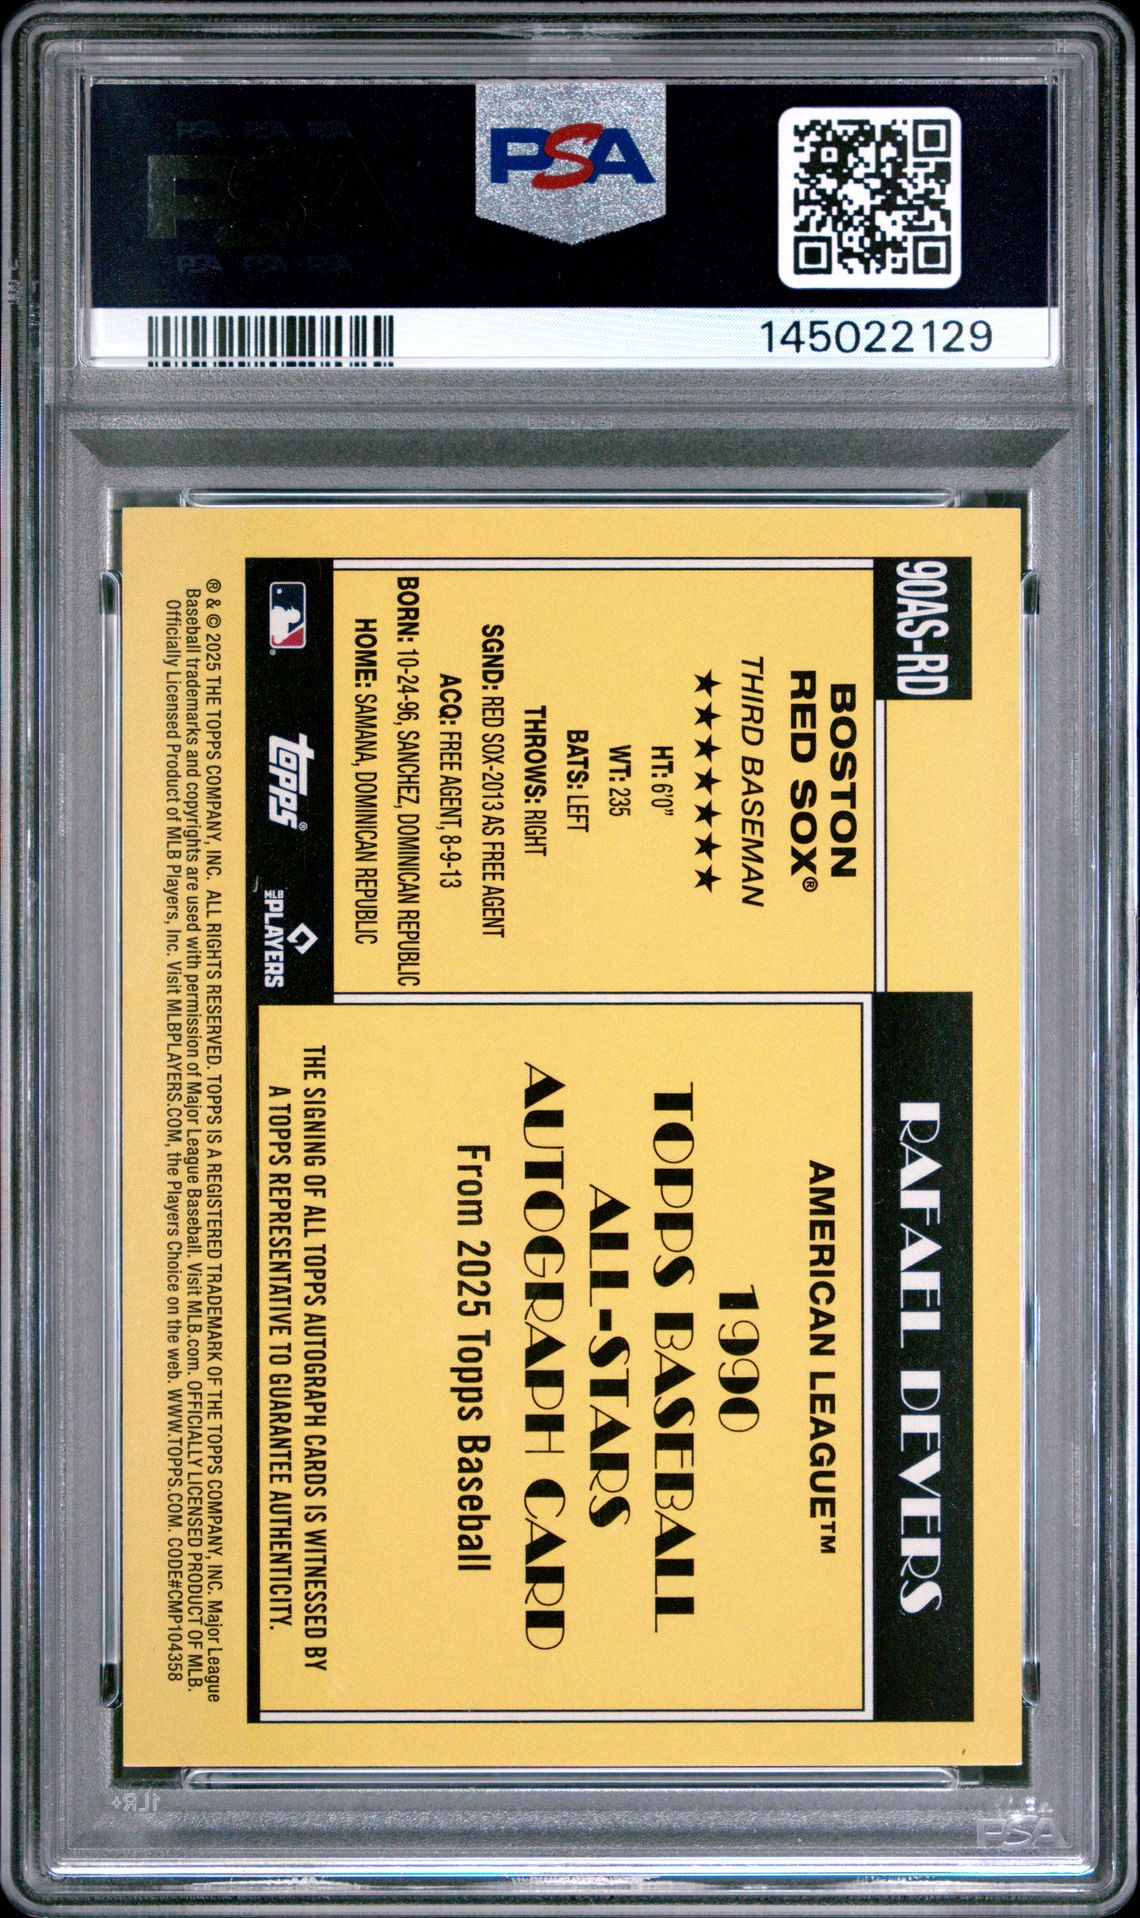 PSA
145022129
90AS-RD
BOSTON
RED SOX®
THIRD BASEMAN
★★★★★★★
HT: 6'0"
WT: 235
BATS: LEFT
THROWS: RIGHT
SGND: RED SOX-2013 AS FREE AGENT
ACQ: FREE AGENT, 8-9-13
BORN: 10-24-96, SANCHEZ, DOMINICAN REPUBLIC
HOME: SAMANA, DOMINICAN REPUBLIC
topps®
MLB PLAYERS
RAFAEL DEVERS
AMERICAN LEAGUE™
1990
TOPPS BASEBALL
ALL-STARS
AUTOGRAPH CARD
From 2025 Topps Baseball
THE SIGNING OF ALL TOPPS AUTOGRAPH CARDS IS WITNESSED BY
A TOPPS REPRESENTATIVE TO GUARANTEE AUTHENTICITY.
® & © 2025 THE TOPPS COMPANY, INC. ALL RIGHTS RESERVED. TOPPS IS A REGISTERED TRADEMARK OF THE TOPPS COMPANY, INC. Major League
Baseball trademarks and copyrights are used with permission of Major League Baseball. Visit MLB.com. OFFICIALLY LICENSED PRODUCT OF MLB.
Officially Licensed Product of MLB Players, Inc. Visit MLBPLAYERS.COM, the Players Choice on the web. WWW.TOPPS.COM. CODE#CMP104358
PSA